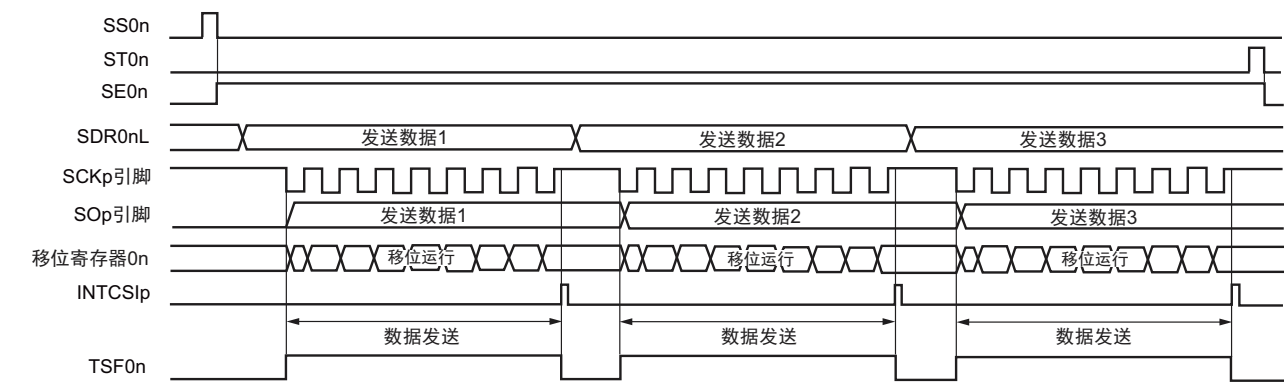 SS0n
ST0n
SE0n
SDR0nL 发送数据1 发送数据2 发送数据3
SCKp引脚
SOp引脚 发送数据1 发送数据2 发送数据3
移位寄存器0n 移位运行 移位运行 移位运行
INTCSIp
数据发送 数据发送 数据发送
TSF0n